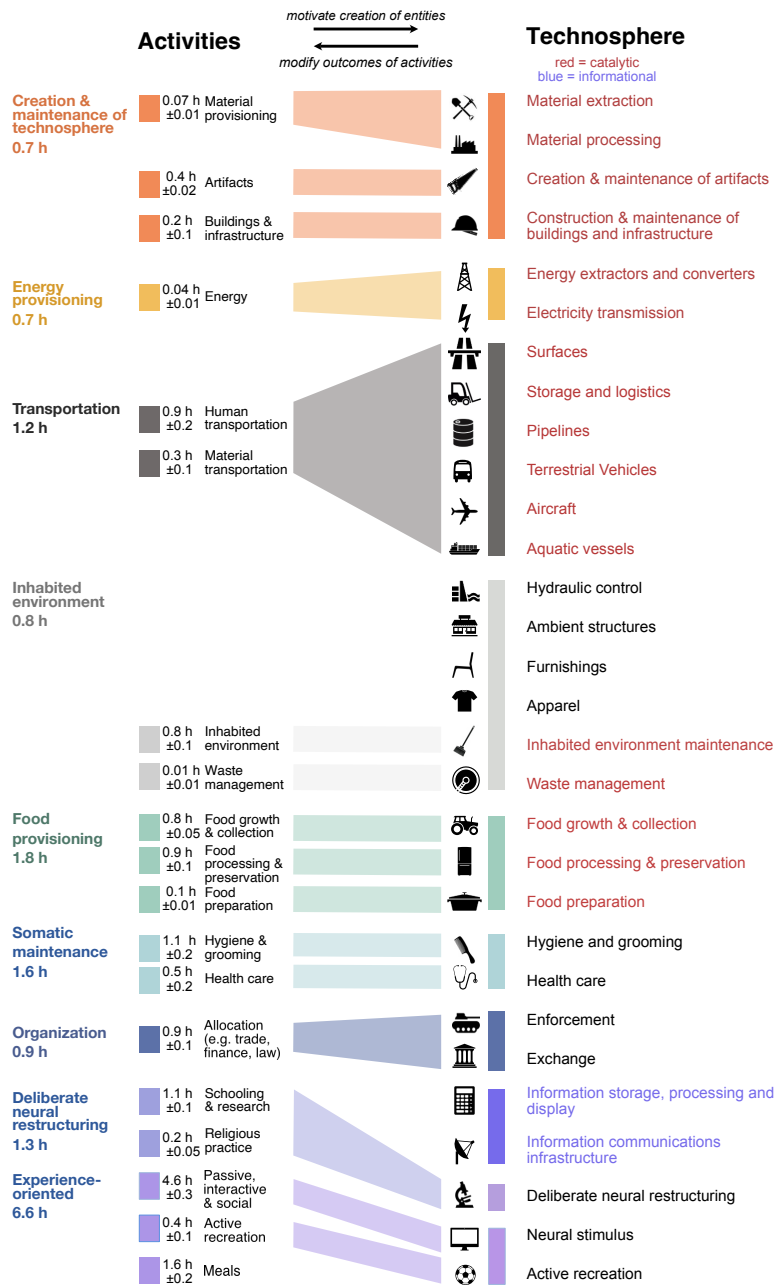 motivate creation of entities
Activities
Technosphere
modify outcomes of activities
red = catalytic
blue = informational
Creation &
maintenance of
technosphere
0.7 h
0.07 h
±0.01
Material
provisioning
Material extraction
Material processing
0.4 h
±0.02
Artifacts
Creation & maintenance of artifacts
0.2 h
±0.1
Buildings &
infrastructure
Construction & maintenance of
buildings and infrastructure
Energy
provisioning
0.7 h
0.04 h
±0.01
Energy
Energy extractors and converters
Electricity transmission
Transportation
1.2 h
0.9 h
±0.2
Human
transportation
0.3 h
±0.1
Material
transportation
Surfaces
Storage and logistics
Pipelines
Terrestrial Vehicles
Aircraft
Aquatic vessels
Inhabited
environment
0.8 h
Hydraulic control
Ambient structures
Furnishings
Apparel
0.8 h
±0.1
Inhabited
environment
Inhabited environment maintenance
0.01 h
±0.01
Waste
management
Waste management
Food
provisioning
1.8 h
0.8 h
±0.05
Food growth
& collection
Food growth & collection
0.9 h
±0.1
Food
processing &
preservation
Food processing & preservation
0.1 h
±0.01
Food
preparation
Food preparation
Somatic
maintenance
1.6 h
1.1 h
±0.2
Hygiene &
grooming
Hygiene and grooming
0.5 h
±0.2
Health care
Health care
Organization
0.9 h
0.9 h
±0.1
Allocation
(e.g. trade,
finance, law)
Enforcement
Exchange
Deliberate
neural
restructuring
1.3 h
1.1 h
±0.1
Schooling
& research
0.2 h
±0.05
Religious
practice
Information storage, processing and
display
Information communications
infrastructure
Experience-
oriented
6.6 h
4.6 h
±0.3
Passive,
interactive
& social
Deliberate neural restructuring
0.4 h
±0.1
Active
recreation
Neural stimulus
1.6 h
±0.2
Meals
Active recreation